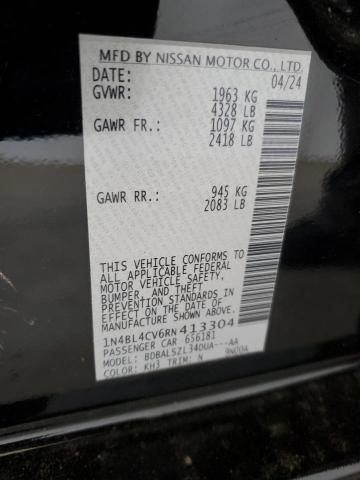 MFD BY NISSAN MOTOR CO., LTD.
DATE: 04/24
GVWR: 1963 KG
4328 LB
GAWR FR.: 1097 KG
2418 LB
GAWR RR.: 945 KG
2083 LB
THIS VEHICLE CONFORMS TO
ALL APPLICABLE FEDERAL
MOTOR VEHICLE SAFETY,
BUMPER, AND THEFT
PREVENTION STANDARDS IN
EFFECT ON THE DATE OF
MANUFACTURE SHOWN ABOVE.
1N4BL4CV6RN413304
PASSENGER CAR 656181
MODEL: BDBALSZL34DUA---AA
COLOR: KH3 TRIM: N 9N00A